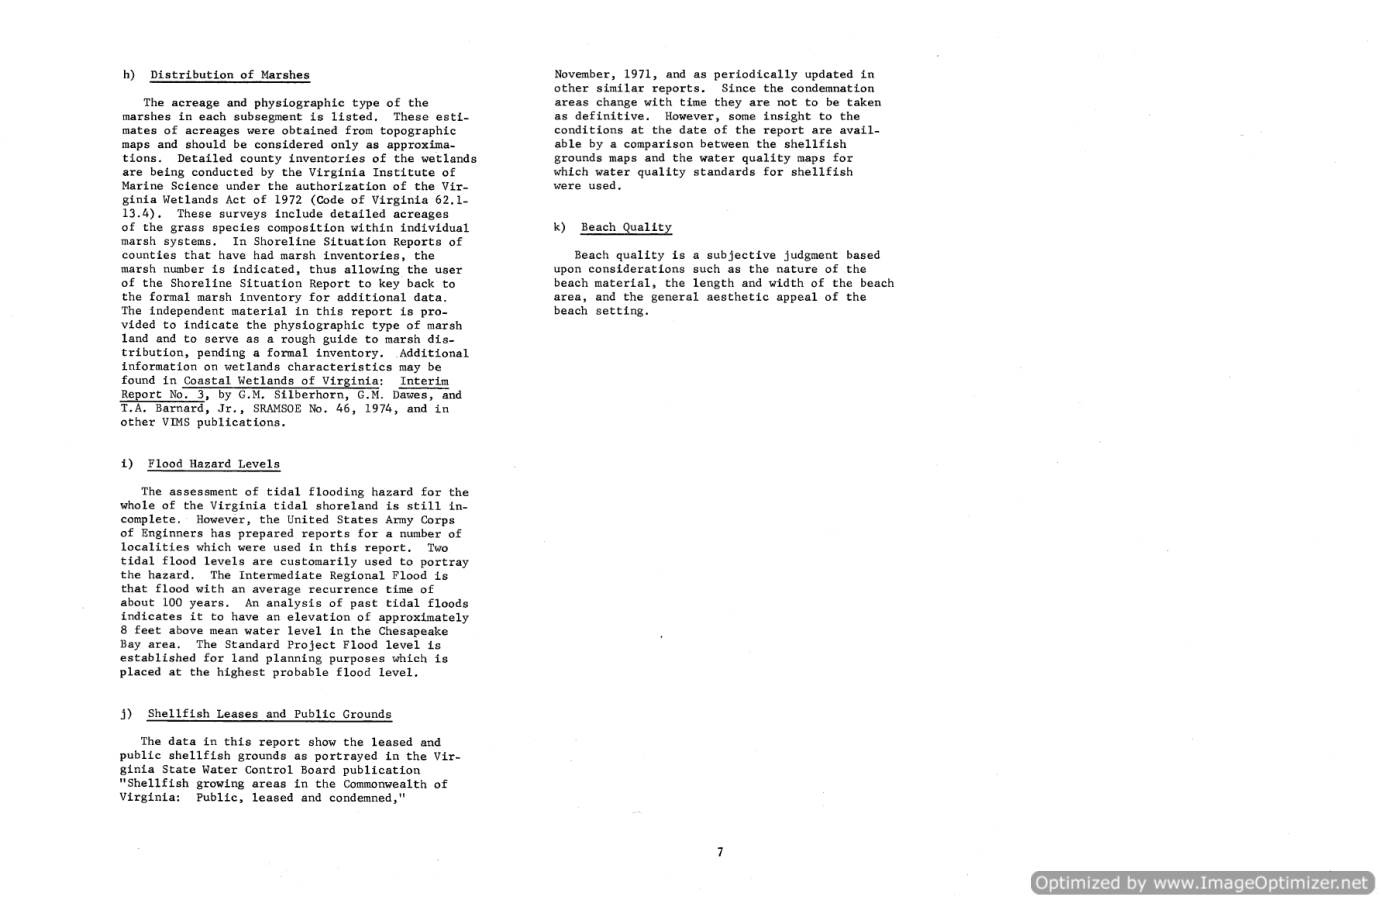 h) Distribution of Marshes
The acreage and physiographic type of the
marshes in each subsegment is listed. These esti-
mates of acreages were obtained from topographic
maps and should be considered only as approxima-
tions. Detailed county inventories of the wetlands
are being conducted by the Virginia Institute of
Marine Science under the authorization of the Vir-
ginia Wetlands Act of 1972 (Code of Virginia 62.1-
13.4). These surveys include detailed acreages
of the grass species composition within individual
marsh systems. In Shoreline Situation Reports of
counties that have had marsh inventories, the
marsh number is indicated, thus allowing the user
of the Shoreline Situation Report to key back to
the formal marsh inventory for additional data.
The independent material in this report is pro-
vided to indicate the physiographic type of marsh
land and to serve as a rough guide to marsh dis-
tribution, pending a formal inventory. Additional
information on wetlands characteristics may be
found in Coastal Wetlands of Virginia: Interim
Report No. 3, by G.M. Silberhorn, G.M. Dawes, and
T.A. Barnard, Jr., SRAMSOE No. 46, 1974, and in
other VIMS publications.
i) Flood Hazard Levels
The assessment of tidal flooding hazard for the
whole of the Virginia tidal shoreland is still in-
complete. However, the United States Army Corps
of Enginners has prepared reports for a number of
localities which were used in this report. Two
tidal flood levels are customarily used to portray
the hazard. The Intermediate Regional Flood is
that flood with an average recurrence time of
about 100 years. An analysis of past tidal floods
indicates it to have an elevation of approximately
8 feet above mean water level in the Chesapeake
Bay area. The Standard Project Flood level is
established for land planning purposes which is
placed at the highest probable flood level.
j) Shellfish Leases and Public Grounds
The data in this report show the leased and
public shellfish grounds as portrayed in the Vir-
ginia State Water Control Board publication
"Shellfish growing areas in the Commonwealth of
Virginia: Public, leased and condemned,"
November, 1971, and as periodically updated in
other similar reports. Since the condemnation
areas change with time they are not to be taken
as definitive. However, some insight to the
conditions at the date of the report are avail-
able by a comparison between the shellfish
grounds maps and the water quality maps for
which water quality standards for shellfish
were used.
k) Beach Quality
Beach quality is a subjective judgment based
upon considerations such as the nature of the
beach material, the length and width of the beach
area, and the general aesthetic appeal of the
beach setting.
7
Optimized by www.ImageOptimizer.net